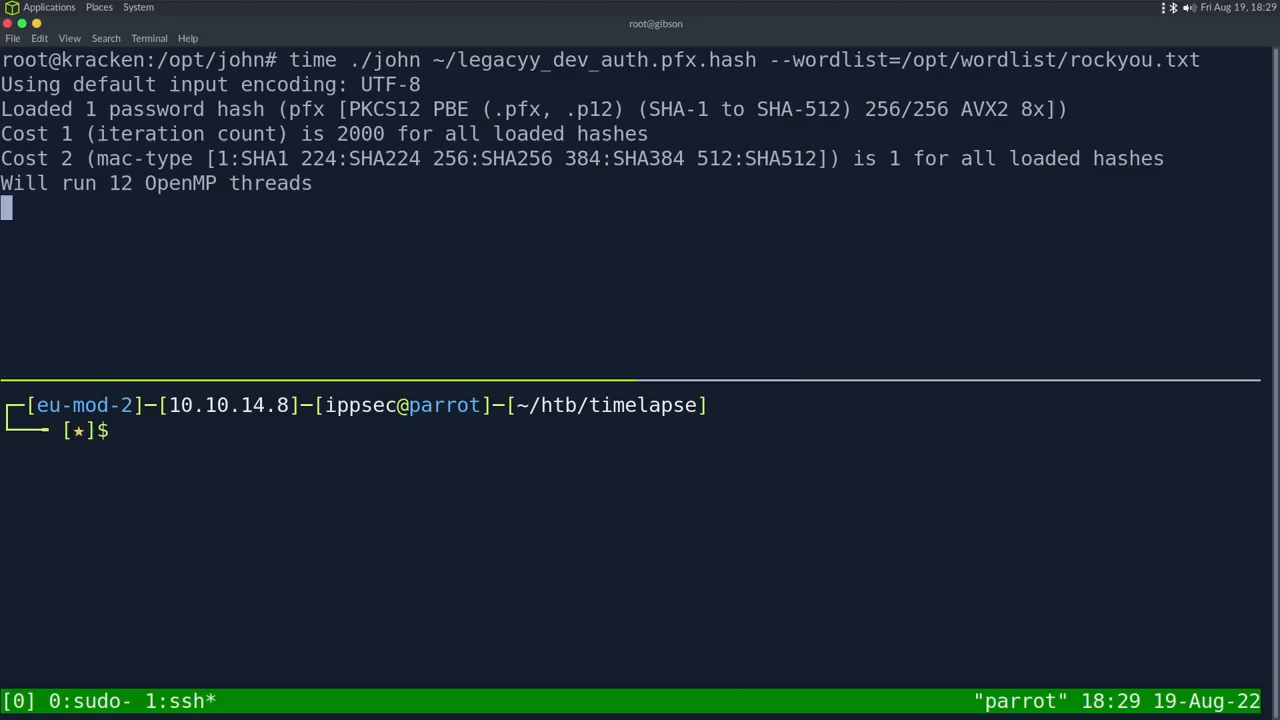 Applications Places System
Fri Aug 19, 18:29
root@gibson
File Edit View Search Terminal Help
root@kracken:/opt/john# time ./john ~/legacyy_dev_auth.pfx.hash --wordlist=/opt/wordlist/rockyou.txt
Using default input encoding: UTF-8
Loaded 1 password hash (pfx [PKCS12 PBE (.pfx, .p12) (SHA-1 to SHA-512) 256/256 AVX2 8x])
Cost 1 (iteration count) is 2000 for all loaded hashes
Cost 2 (mac-type [1:SHA1 224:SHA224 256:SHA256 384:SHA384 512:SHA512]) is 1 for all loaded hashes
Will run 12 OpenMP threads
┌─[eu-mod-2]─[10.10.14.8]─[ippsec@parrot]─[~/htb/timelapse]
└──╼ [★]$
[0] 0:sudo- 1:ssh* "parrot" 18:29 19-Aug-22